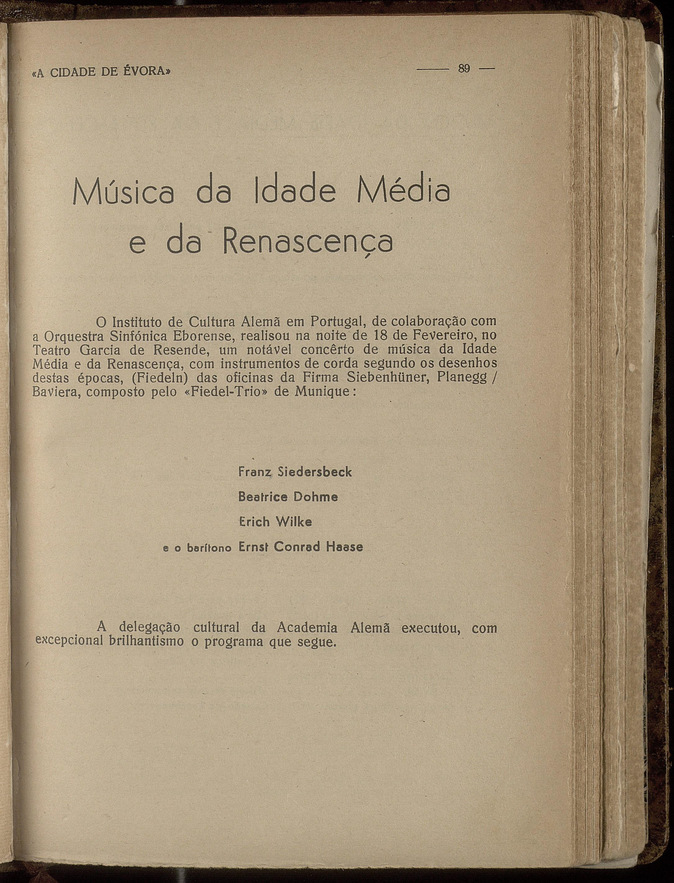 «A CIDADE DE ÉVORA»
—— 89 —
Música da Idade Média
e da Renascença
O Instituto de Cultura Alemã em Portugal, de colaboração com
a Orquestra Sinfónica Eborense, realisou na noite de 18 de Fevereiro, no
Teatro Garcia de Resende, um notável concêrto de música da Idade
Média e da Renascença, com instrumentos de corda segundo os desenhos
destas épocas, (Fiedeln) das oficinas da Firma Siebenhüner, Planegg /
Baviera, composto pelo «Fiedel-Trio» de Munique :
Franz Siedersbeck
Beatrice Dohme
Erich Wilke
e o barítono Ernst Conrad Haase
A delegação cultural da Academia Alemã executou, com
excepcional brilhantismo o programa que segue.